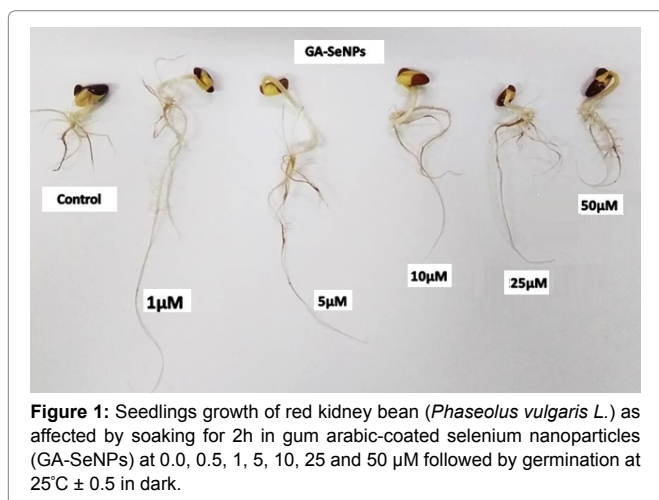 GA-SeNPs
Control
1µM
5µM
10µM
25µM
50µM
Figure 1: Seedlings growth of red kidney bean (Phaseolus vulgaris L.) as
affected by soaking for 2h in gum arabic-coated selenium nanoparticles
(GA-SeNPs) at 0.0, 0.5, 1, 5, 10, 25 and 50 µM followed by germination at
25°C ± 0.5 in dark.